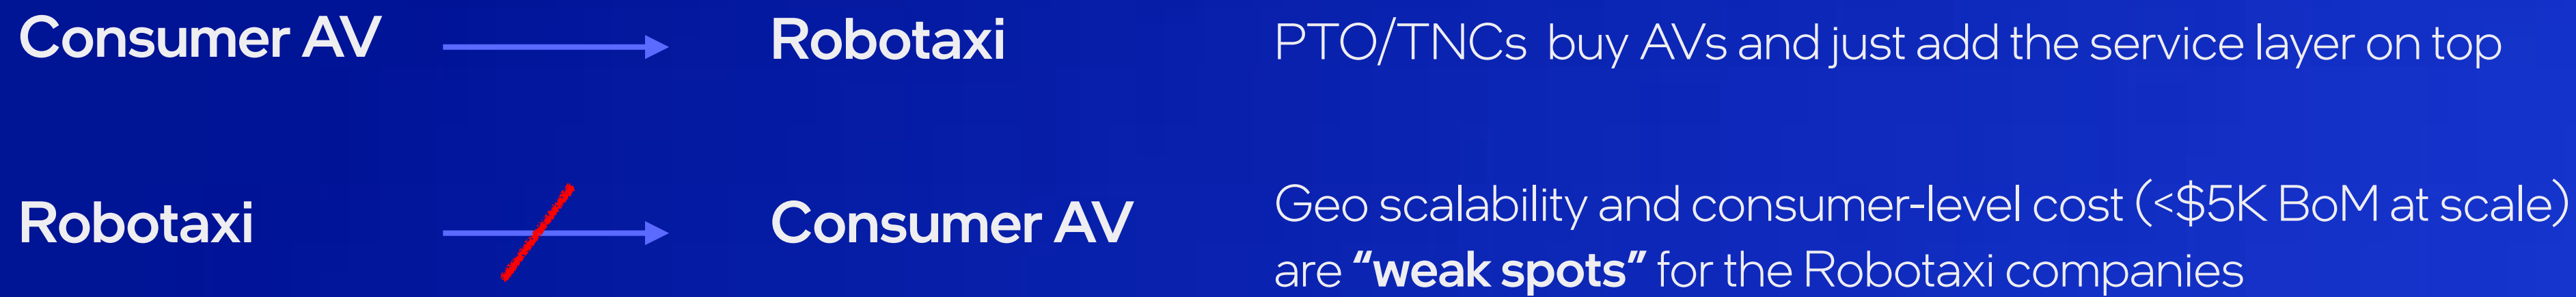 Consumer AV Robotaxi PTO/TNCs buy AVs and just add the service layer on top
Robotaxi Consumer AV Geo scalability and consumer-level cost (<$5K BoM at scale)
are "weak spots" for the Robotaxi companies